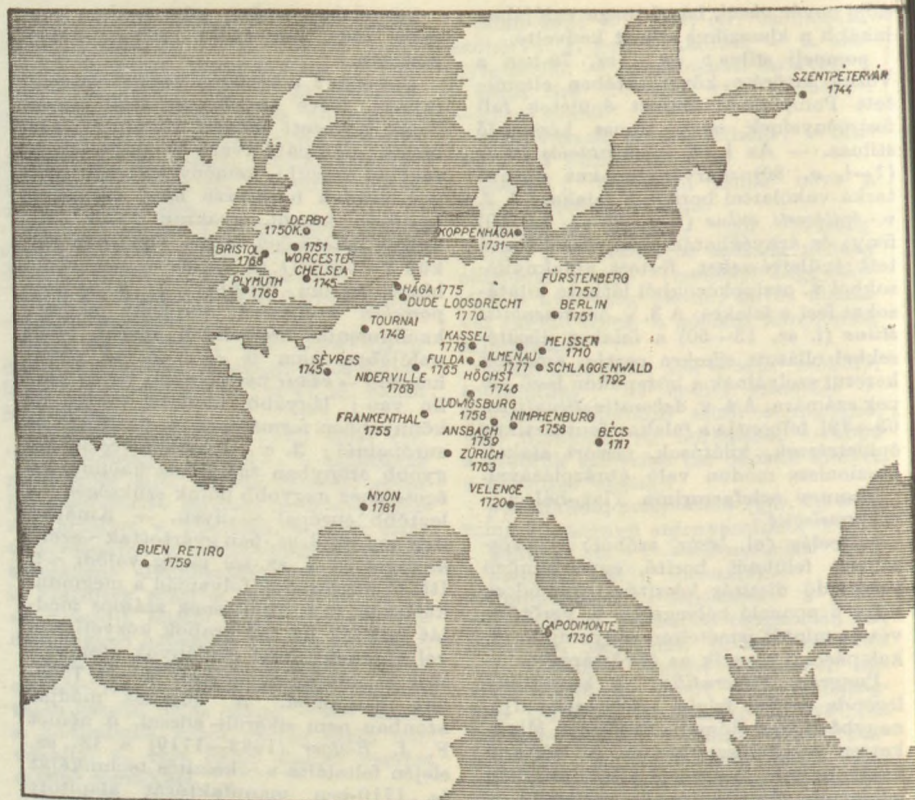 SZENTPÉTERVÁR
1744
DERBY
1750K.
1751
WORCESTER
BRISTOL
1768
CHELSEA
1745
PLYMUTH
1768
KOPPENHÁGA
1731
HÁGA 1775
DUDE LOOSDRECHT
1770
FÜRSTENBERG
1753
BERLIN
1751
TOURNAI
1748
KASSEL
1776
MEISSEN
1710
ILMENAU
1777
SÈVRES
1745
FULDA
1765
NIDERVILLE
1768
HÖCHST
1746
SCHLAGGENWALD
1792
LUDWIGSBURG
1758
FRANKENTHAL
1755
NIMPHENBURG
1758
ANSBACH
1759
BÉCS
1717
ZÜRICH
1763
NYON
1781
VELENCE
1720
BUEN RETIRO
1759
CAPODIMONTE
1736